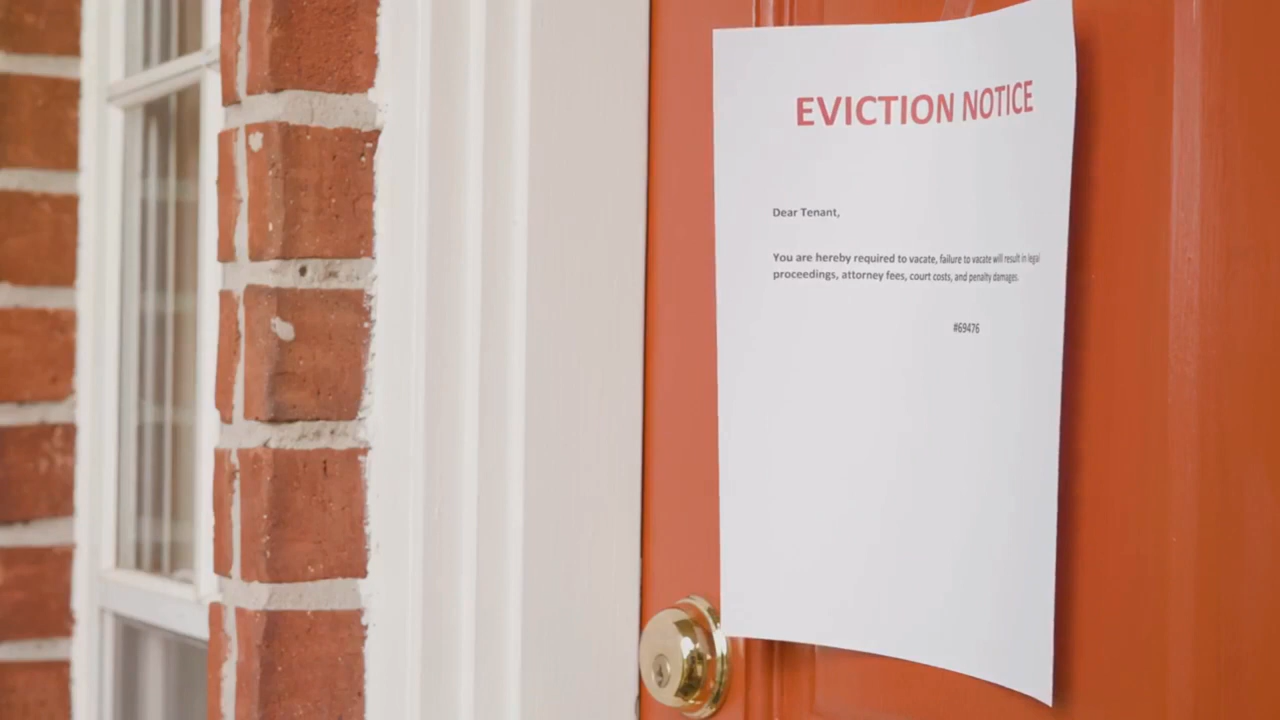 EVICTION NOTICE
Dear Tenant,
You are hereby required to vacate, failure to vacate will result in legal
proceedings, attorney fees, court costs, and penalty damages.
#69476